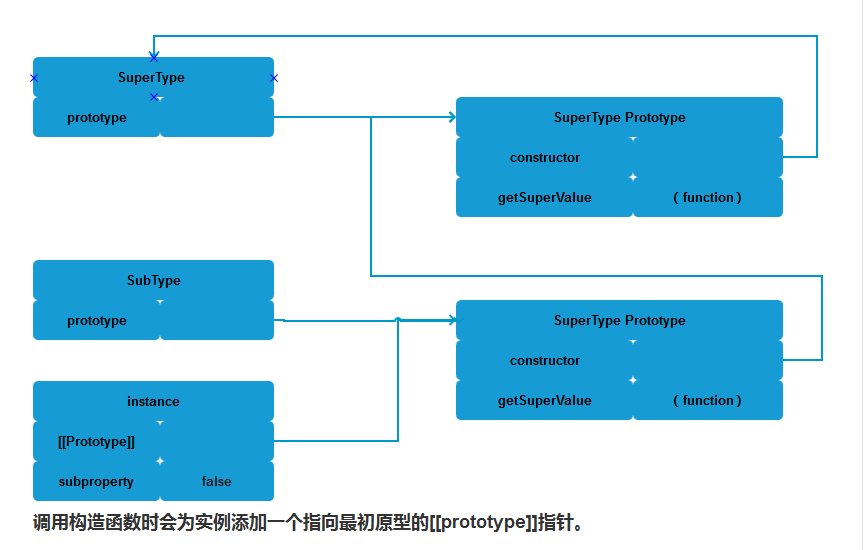 SuperType
prototype
SuperType Prototype
constructor
getSuperValue
( function )
SubType
prototype
SuperType Prototype
constructor
getSuperValue
( function )
instance
[[Prototype]]
subproperty false
调用构造函数时会为实例添加一个指向最初原型的[[prototype]]指针。